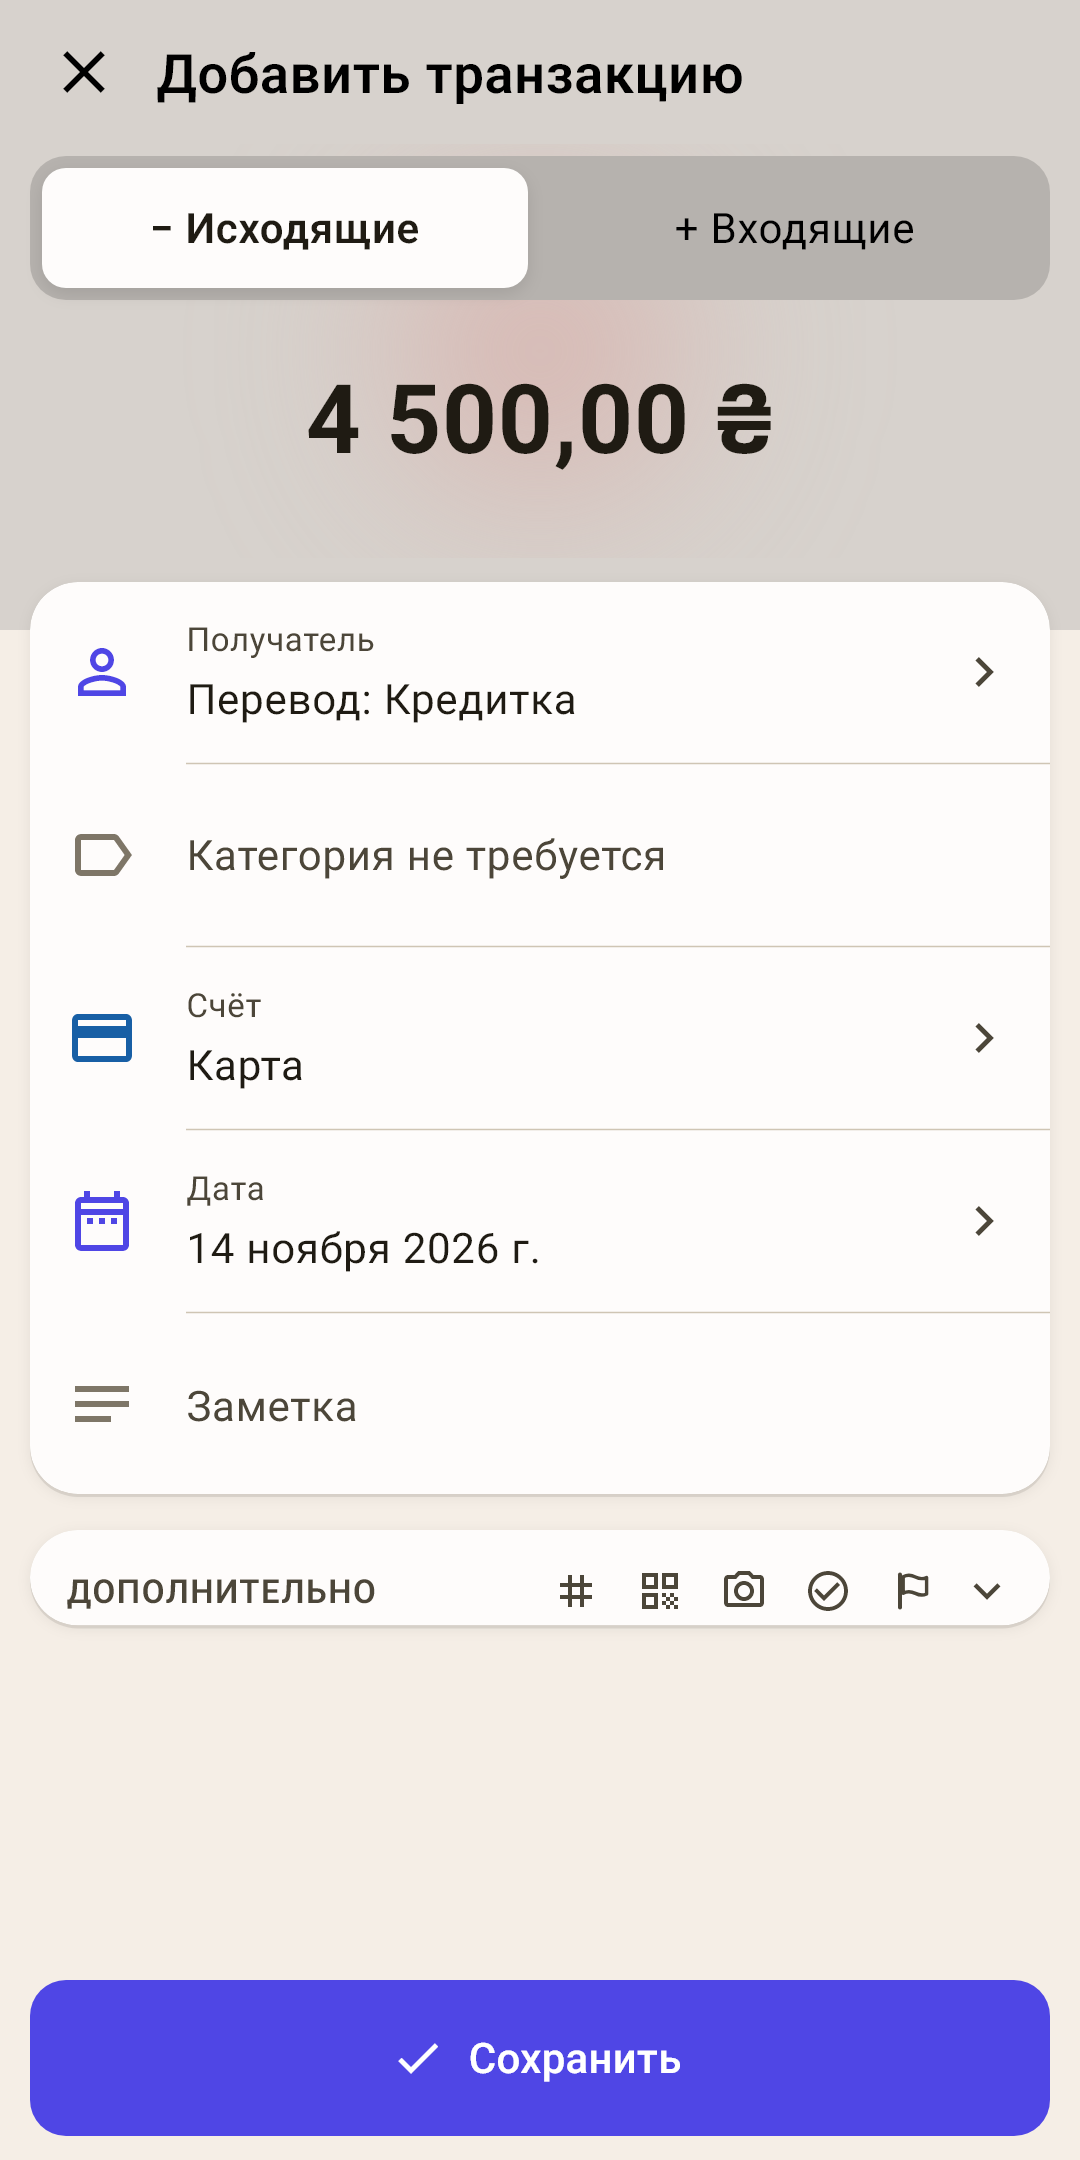 Добавить транзакцию
− Исходящие
+ Входящие
4 500,00 ₴
Получатель
Перевод: Кредитка
Категория не требуется
Счёт
Карта
Дата
14 ноября 2026 г.
Заметка
ДОПОЛНИТЕЛЬНО
Сохранить